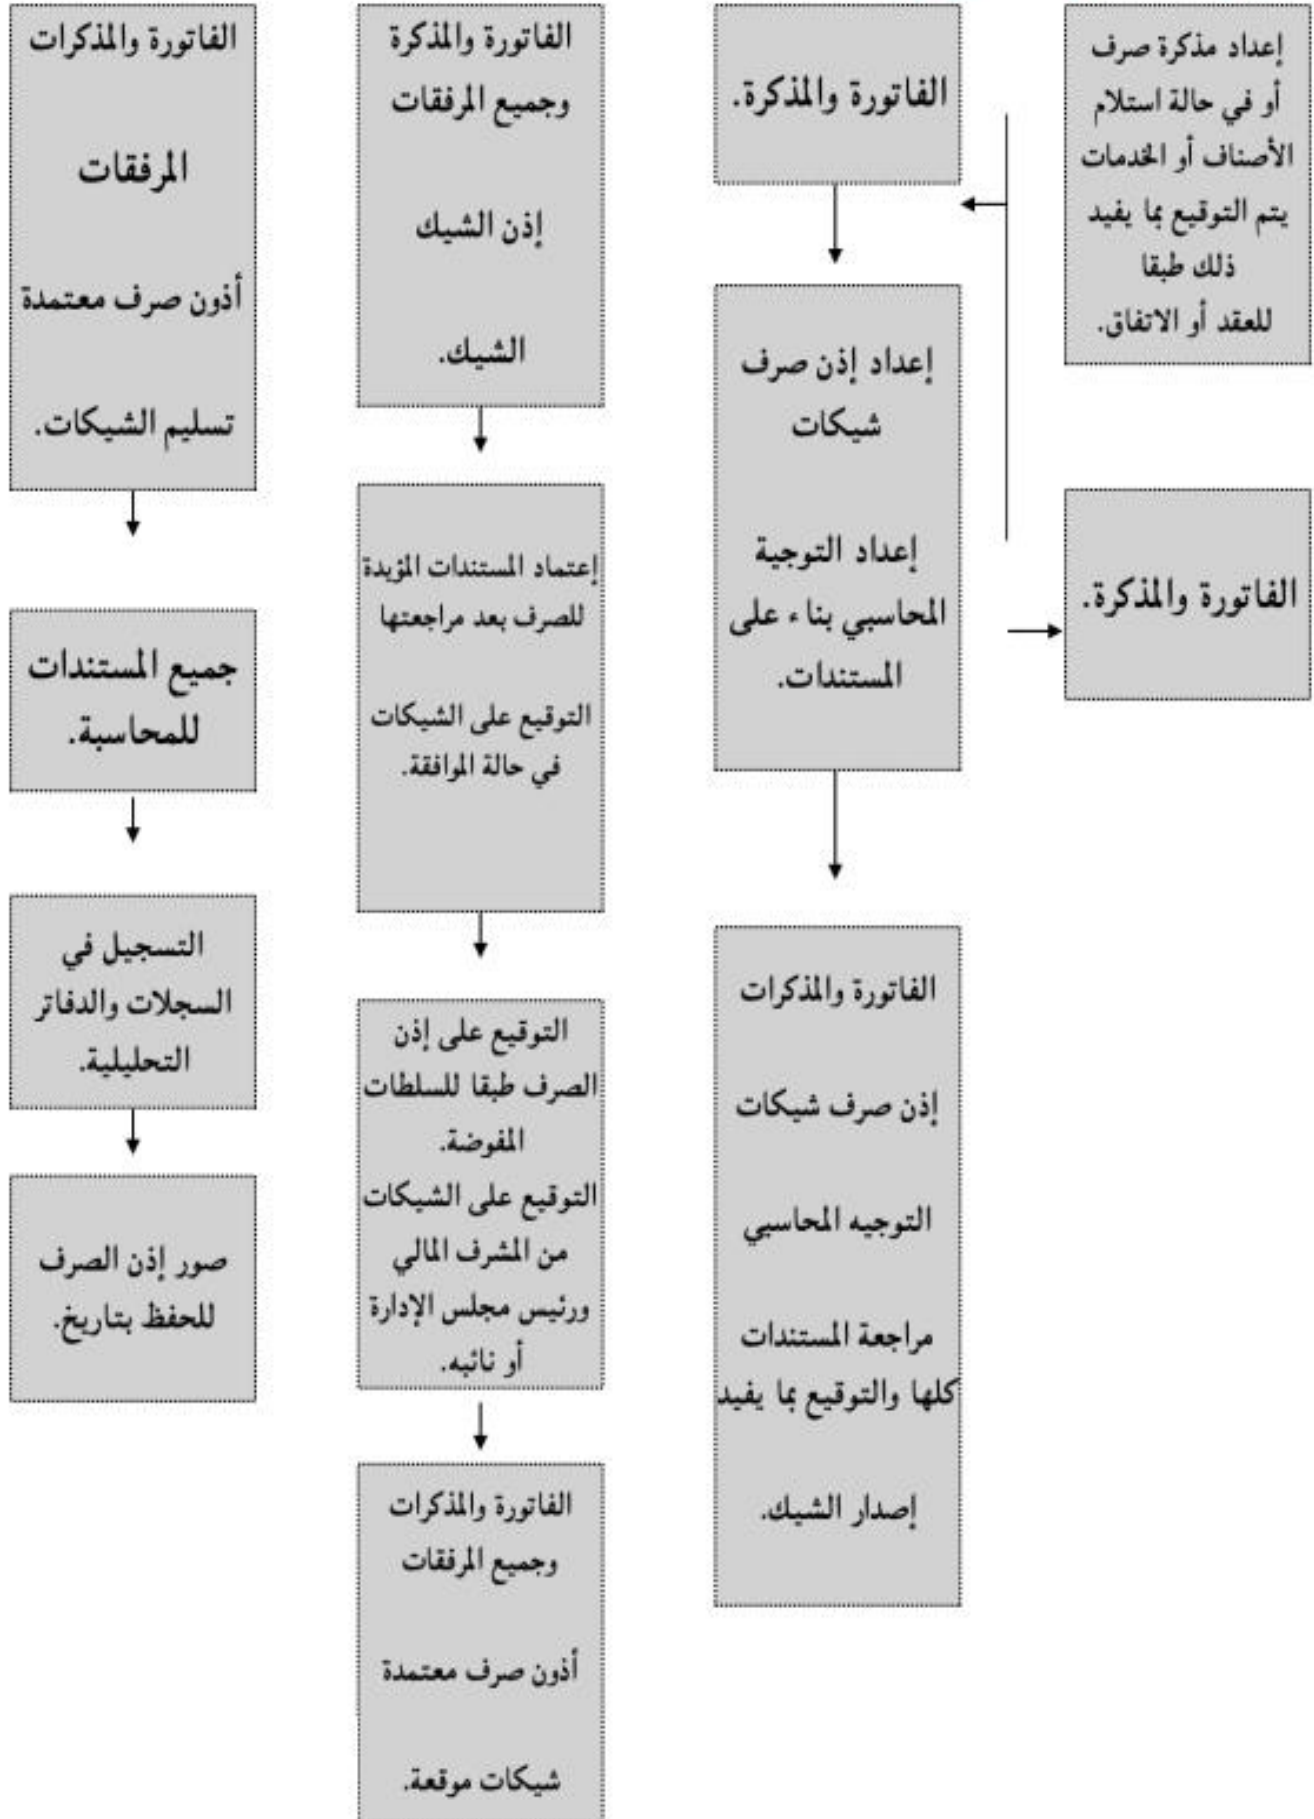 إعداد مذكرة صرف
أو في حالة استلام
الأصناف أو الخدمات
يتم التوقيع بما يفيد
ذلك طبقا
للعقد أو الاتفاق.
الفاتورة والمذكرة.
الفاتورة والمذكرة.
إعداد إذن صرف
شيكات
إعداد التوجية
المحاسبي بناء على
المستندات.
الفاتورة والمذكرات
إذن صرف شيكات
التوجيه المحاسبي
مراجعة المستندات
كلها والتوقيع بما يفيد
إصدار الشيك.
الفاتورة والمذكرة
وجميع المرفقات
إذن الشيك
الشيك.
إعتماد المستندات المؤيدة
للصرف بعد مراجعتها
التوقيع على الشيكات
في حالة الموافقة.
التوقيع على إذن
الصرف طبقا للسلطات
المفوضة.
التوقيع على الشيكات
من المشرف المالي
ورئيس مجلس الإدارة
أو نائبه.
الفاتورة والمذكرات
وجميع المرفقات
أذون صرف معتمدة
شيكات موقعة.
الفاتورة والمذكرات
المرفقات
أذون صرف معتمدة
تسليم الشيكات.
جميع المستندات
للمحاسبة.
التسجيل في
السجلات والدفاتر
التحليلية.
صور إذن الصرف
للحفظ بتاريخ.